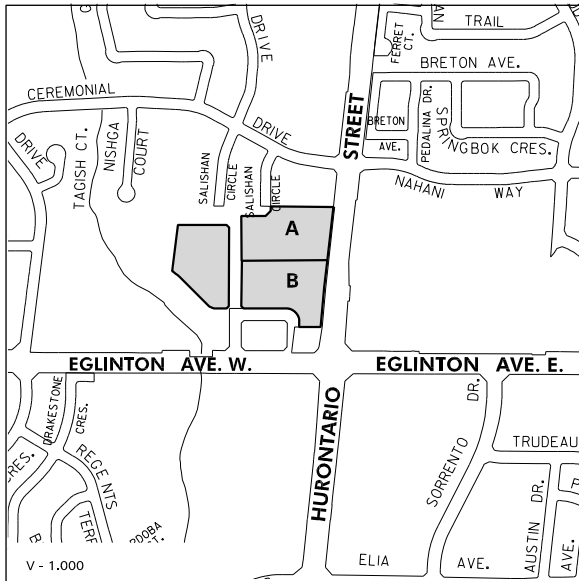 TRAIL
DRIVE
FERRET
CT.
BRETON AVE.
CEREMONIAL
DRIVE
STREET
BRETON
AVE.
PEDALINA DR.
SPRINGBOK CRES.
DRIVE
TAGISH CT.
NISHGA
COURT
SALISHAN
CIRCLE
SALISHAN
CIRCLE
NAHANI WAY
A
B
EGLINTON AVE. W.
EGLINTON AVE. E.
DRAKESTONE
CRES.
REGENTS
HURONTARIO
SORRENTO
DR.
TRUDEAU
AUSTIN
DR.
AVE.
ELIA AVE.
V - 1.000